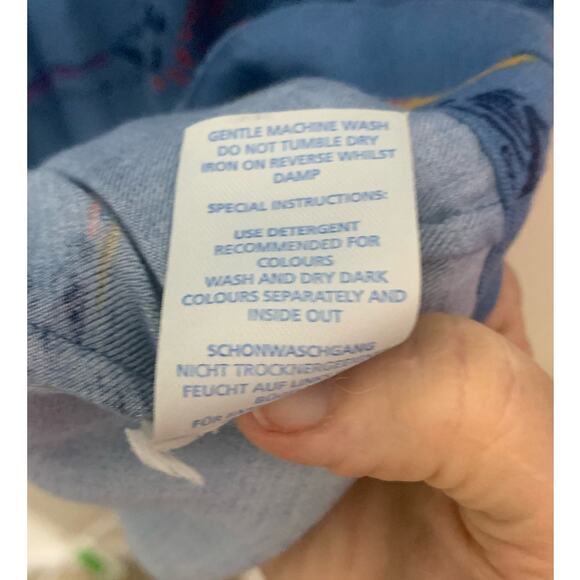 GENTLE MACHINE WASH
DO NOT TUMBLE DRY
IRON ON REVERSE WHILST
DAMP
SPECIAL INSTRUCTIONS:
USE DETERGENT
RECOMMENDED FOR
COLOURS
WASH AND DRY DARK
COLOURS SEPARATELY AND
INSIDE OUT
SCHONWASCHGANG
NICHT
FEUCHT AUF